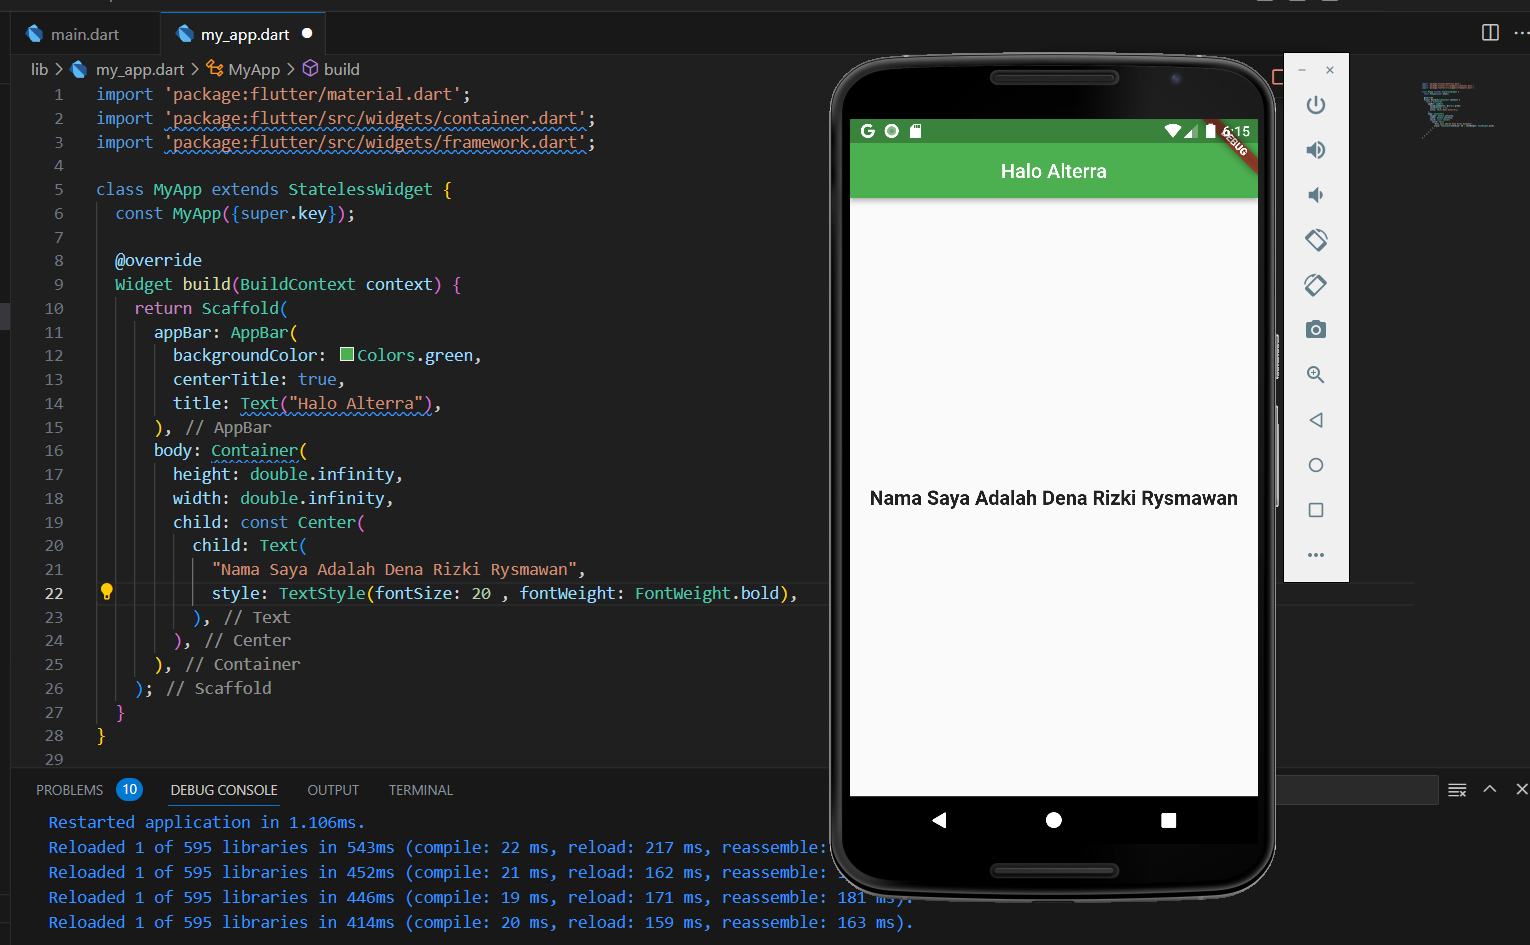 main.dart
my_app.dart
lib > my_app.dart > MyApp > build
1 import 'package:flutter/material.dart';
2 import 'package:flutter/src/widgets/container.dart';
3 import 'package:flutter/src/widgets/framework.dart';
4
5 class MyApp extends StatelessWidget {
6 const MyApp({super.key});
7
8 @override
9 Widget build(BuildContext context) {
10 return Scaffold(
11 appBar: AppBar(
12 backgroundColor: Colors.green,
13 centerTitle: true,
14 title: Text("Halo Alterra"),
15 ), // AppBar
16 body: Container(
17 height: double.infinity,
18 width: double.infinity,
19 child: const Center(
20 child: Text(
21 "Nama Saya Adalah Dena Rizki Rysmawan",
22 style: TextStyle(fontSize: 20 , fontWeight: FontWeight.bold),
23 ), // Text
24 ), // Center
25 ), // Container
26 ); // Scaffold
27 }
28 }
29
6:15
DEBUG
Halo Alterra
Nama Saya Adalah Dena Rizki Rysmawan
PROBLEMS 10 DEBUG CONSOLE OUTPUT TERMINAL
Restarted application in 1.106ms.
Reloaded 1 of 595 libraries in 543ms (compile: 22 ms, reload: 217 ms, reassemble:
Reloaded 1 of 595 libraries in 452ms (compile: 21 ms, reload: 162 ms, reassemble:
Reloaded 1 of 595 libraries in 446ms (compile: 19 ms, reload: 171 ms, reassemble: 181 ms).
Reloaded 1 of 595 libraries in 414ms (compile: 20 ms, reload: 159 ms, reassemble: 163 ms).